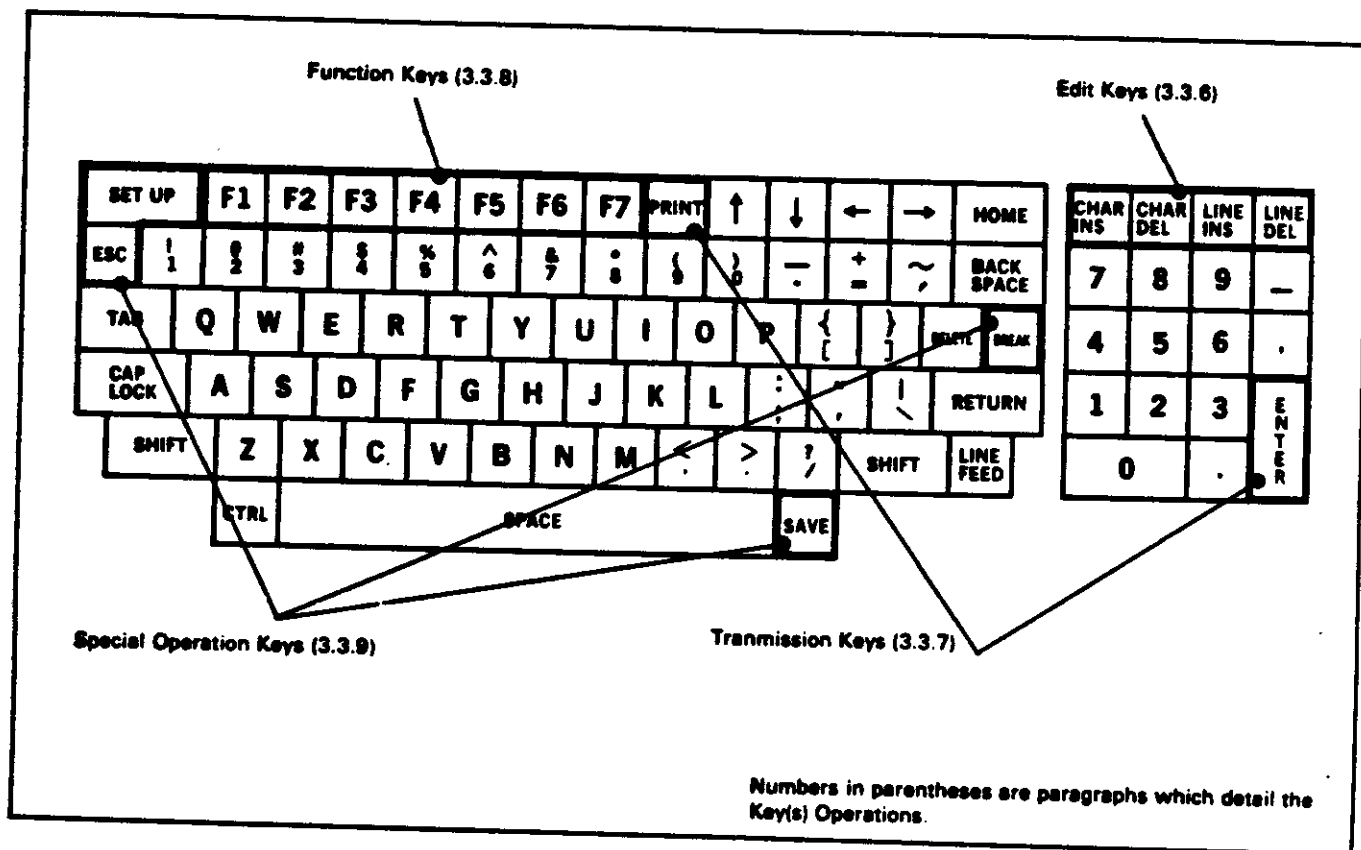 Function Keys (3.3.8)
Edit Keys (3.3.6)
SET UP F1 F2 F3 F4 F5 F6 F7 PRINT ↑ ↓ ← → HOME
CHAR INS CHAR DEL LINE INS LINE DEL
ESC ! 1 @ 2 # 3 $ 4 % 5 ^ 6 & 7 * 8 ( 9 ) 0 — - + = ~ , BACK SPACE
7 8 9 —
TAB Q W E R T Y U I O P { [ } ] DELETE BREAK
4 5 6 ,
CAP LOCK A S D F G H J K L : ; " , | \ RETURN
1 2 3 ENTER
SHIFT Z X C V B N M < . > . ? / SHIFT LINE FEED
0 .
CTRL SPACE SAVE
Special Operation Keys (3.3.9)
Tranmission Keys (3.3.7)
Numbers in parentheses are paragraphs which detail the
Key(s) Operations.